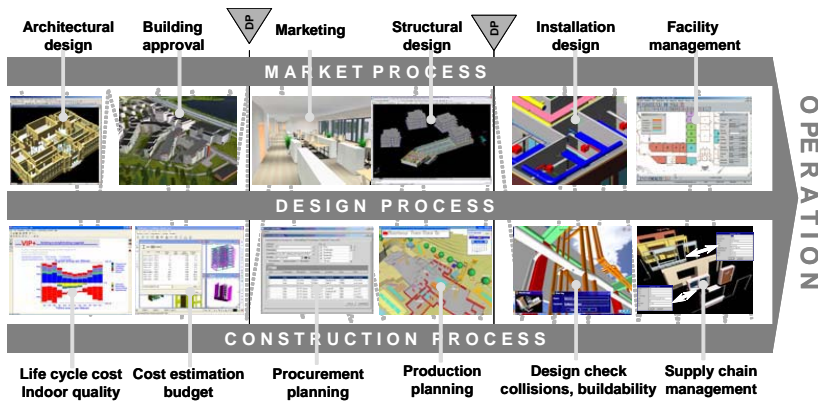 Architectural
design
Building
approval
DP
Marketing
Structural
design
DP
Installation
design
Facility
management
MARKET PROCESS
DESIGN PROCESS
VIP+
CONSTRUCTION PROCESS
OPERATION
Life cycle cost
Indoor quality
Cost estimation
budget
Procurement
planning
Production
planning
Design check
collisions, buildability
Supply chain
management